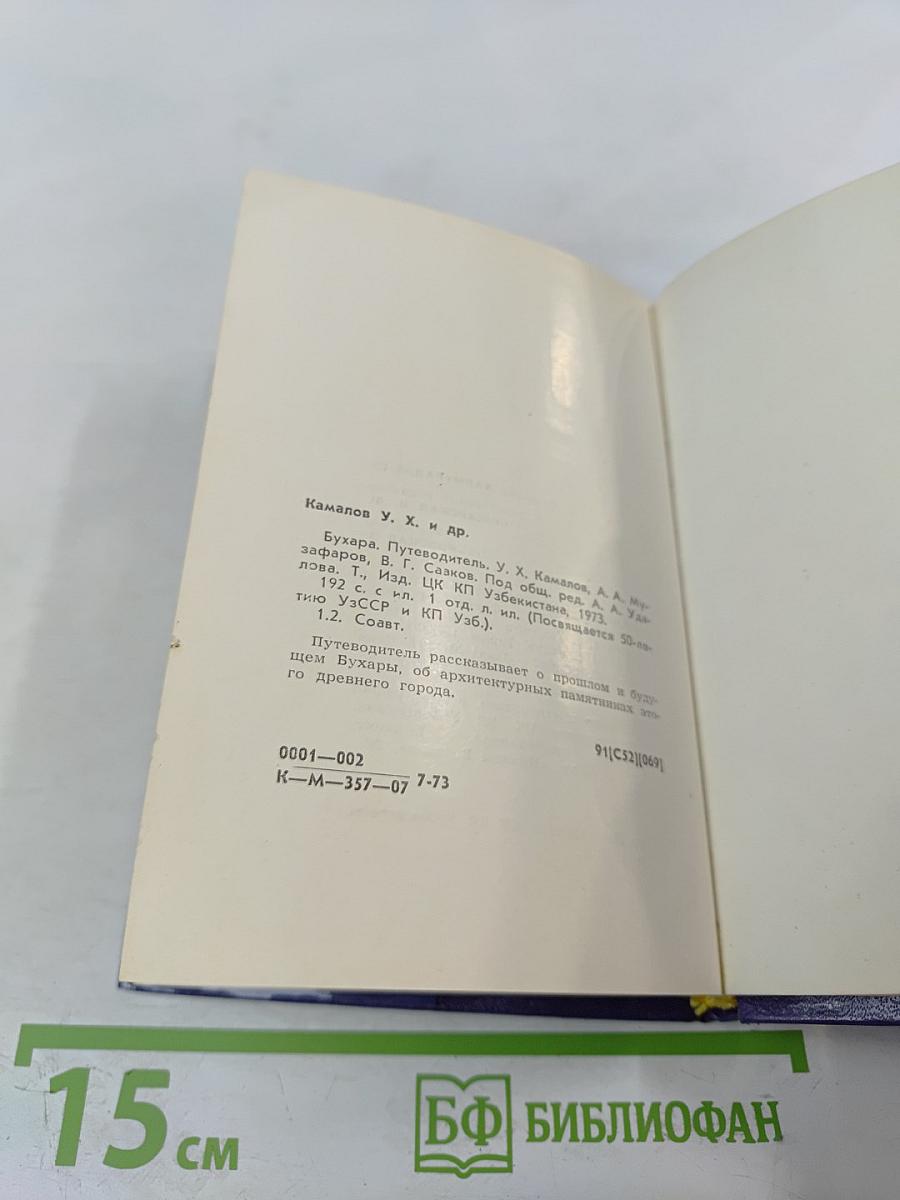 Камалов У. Х. и др.
Бухара. Путеводитель. У. Х. Камалов, А. А. Му-
зафаров, В. Г. Сааков. Под общ. ред. А. А. Уда-
лова. Т., Изд. ЦК КП Узбекистана, 1973.
192 с. с ил. 1 отд. л. ил. (Посвящается 50-ле-
тию УзССР и КП Узб.).
1.2. Соавт.
Путеводитель рассказывает о прошлом и буду-
щем Бухары, об архитектурных памятниках это-
го древнего города.
0001—002
К—М—357—07 7-73
91[С52][069]
15 см
БФ БИБЛИОФАН